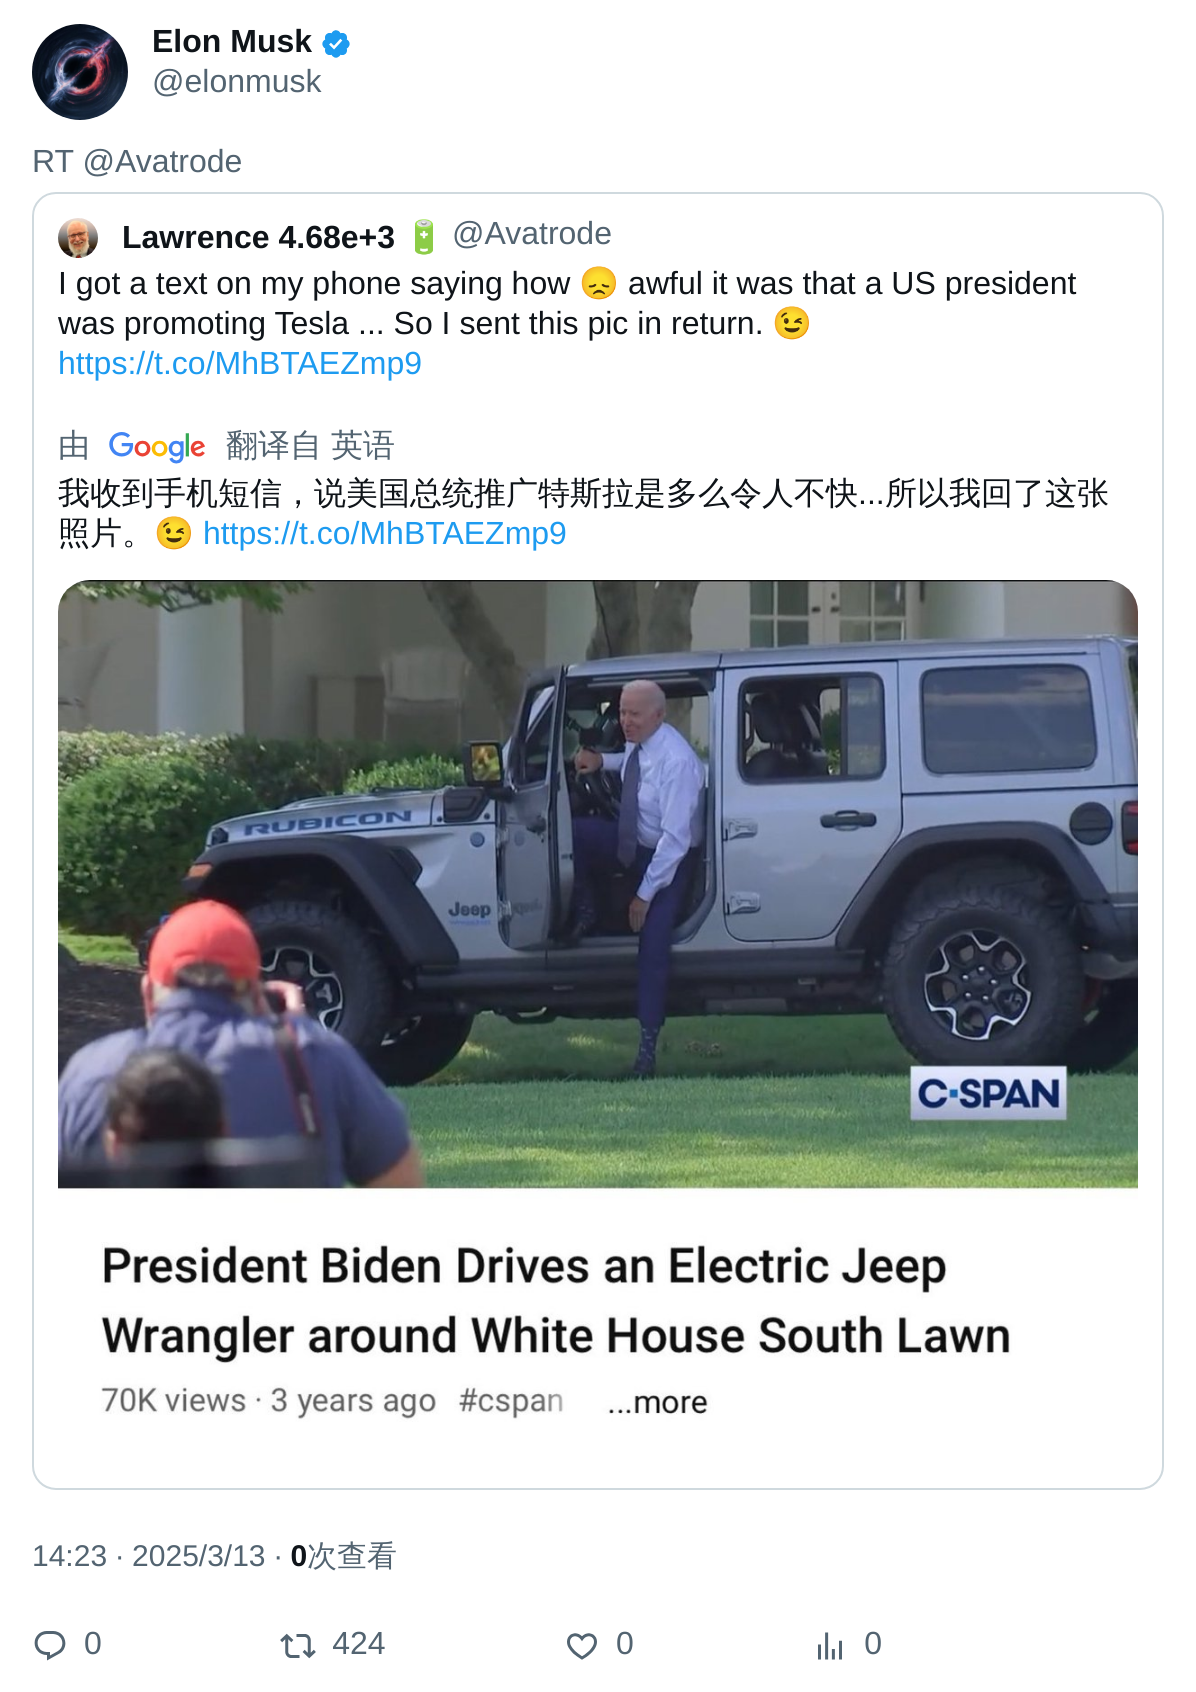 Elon Musk
@elonmusk
RT @Avatrode
Lawrence 4.68e+3 🔋 @Avatrode
I got a text on my phone saying how 😞 awful it was that a US president
was promoting Tesla ... So I sent this pic in return. 😉
https://t.co/MhBTAEZmp9
由 Google 翻译自 英语
我收到手机短信，说美国总统推广特斯拉是多么令人不快...所以我回了这张
照片。😉 https://t.co/MhBTAEZmp9
RUBICON
Jeep
C·SPAN
President Biden Drives an Electric Jeep
Wrangler around White House South Lawn
70K views · 3 years ago #cspan ...more
14:23 · 2025/3/13 · 0次查看
0 424 0 0